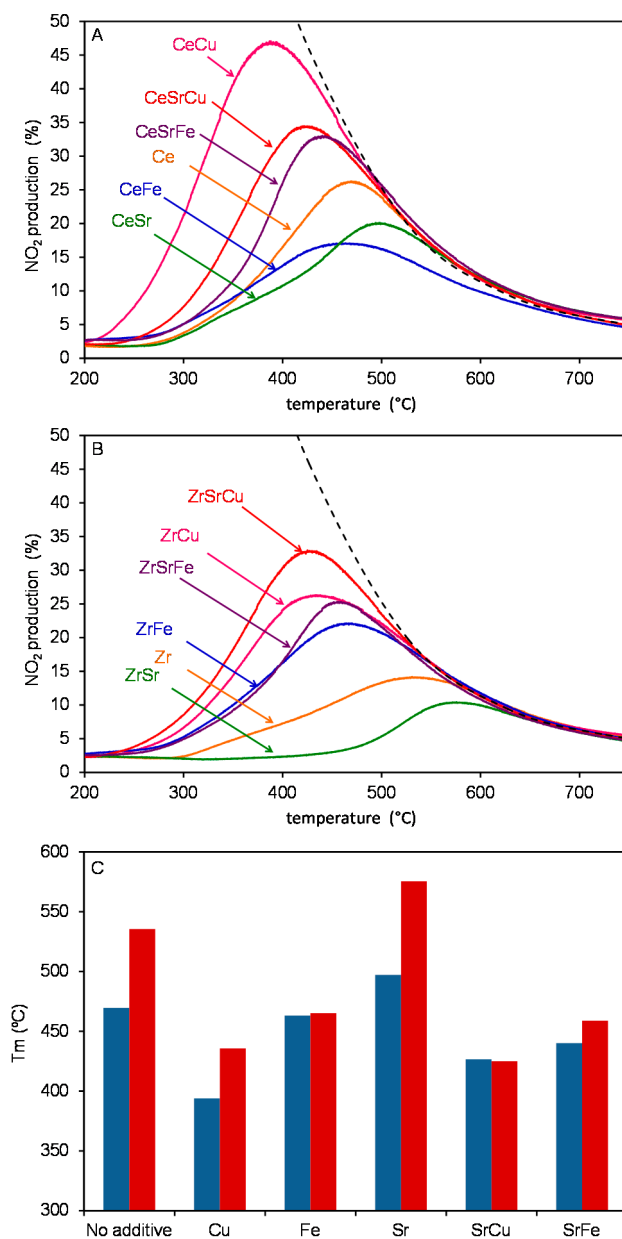 A
50
45
40
35
30
25
20
15
10
5
0
NO2 production (%)
CeCu
CeSrCu
CeSrFe
Ce
CeFe
CeSr
200 300 400 500 600 700
temperature (°C)
B
50
45
40
35
30
25
20
15
10
5
0
NO2 production (%)
ZrSrCu
ZrCu
ZrSrFe
ZrFe
Zr
ZrSr
200 300 400 500 600 700
temperature (°C)
C
600
550
500
450
400
350
300
Tm (°C)
No additive Cu Fe Sr SrCu SrFe